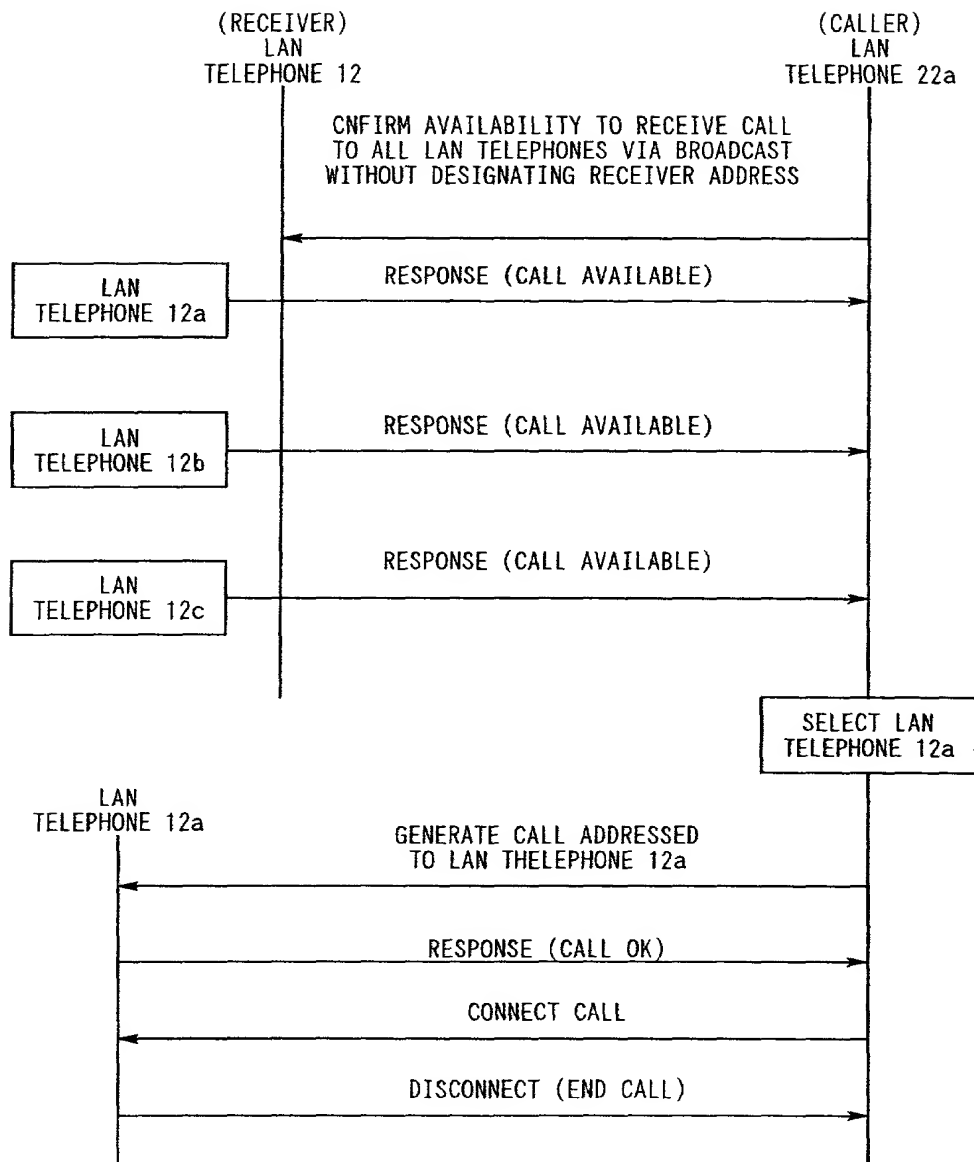 (RECEIVER)
LAN
TELEPHONE 12
(CALLER)
LAN
TELEPHONE 22a
CNFIRM AVAILABILITY TO RECEIVE CALL
TO ALL LAN TELEPHONES VIA BROADCAST
WITHOUT DESIGNATING RECEIVER ADDRESS
LAN
TELEPHONE 12a
RESPONSE (CALL AVAILABLE)
LAN
TELEPHONE 12b
RESPONSE (CALL AVAILABLE)
LAN
TELEPHONE 12c
RESPONSE (CALL AVAILABLE)
SELECT LAN
TELEPHONE 12a
LAN
TELEPHONE 12a
GENERATE CALL ADDRESSED
TO LAN THELEPHONE 12a
RESPONSE (CALL OK)
CONNECT CALL
DISCONNECT (END CALL)